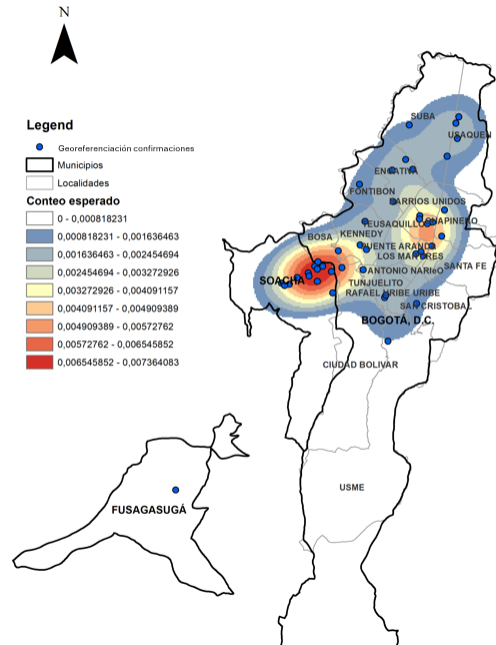 N
Legend
Georeferenciación confirmaciones
Municipios
Localidades
Conteo esperado
0 - 0,000818231
0,000818231 - 0,001636463
0,001636463 - 0,002454694
0,002454694 - 0,003272926
0,003272926 - 0,004091157
0,004091157 - 0,004909389
0,004909389 - 0,00572762
0,00572762 - 0,006545852
0,006545852 - 0,007364083
SUBA
USAQUEN
ENGATIVA
FONTIBON
BARRIOS UNIDOS
TEUSAQUILLO
CHAPINERO
BOSA
KENNEDY
PUENTE ARANDA
LOS MARTIRES
SANTA FE
SOACHA
ANTONIO NARIñO
TUNJUELITO
RAFAEL URIBE URIBE
SAN CRISTOBAL
BOGOTÁ, D.C.
CIUDAD BOLIVAR
USME
FUSAGASUGÁ